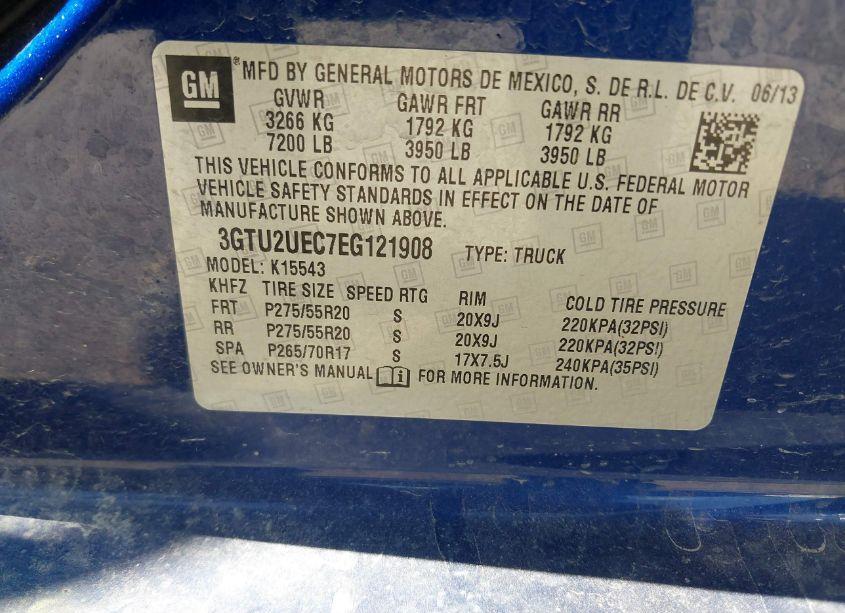 GM ® MFD BY GENERAL MOTORS DE MEXICO, S. DE R.L. DE C.V. 06/13
GVWR GAWR FRT GAWR RR
3266 KG 1792 KG 1792 KG
7200 LB 3950 LB 3950 LB
THIS VEHICLE CONFORMS TO ALL APPLICABLE U.S. FEDERAL MOTOR
VEHICLE SAFETY STANDARDS IN EFFECT ON THE DATE OF
MANUFACTURE SHOWN ABOVE.
3GTU2UEC7EG121908 TYPE: TRUCK
MODEL: K15543
KHFZ TIRE SIZE SPEED RTG RIM COLD TIRE PRESSURE
FRT P275/55R20 S 20X9J 220KPA(32PSI)
RR P275/55R20 S 20X9J 220KPA(32PSI)
SPA P265/70R17 S 17X7.5J 240KPA(35PSI)
SEE OWNER'S MANUAL FOR MORE INFORMATION.